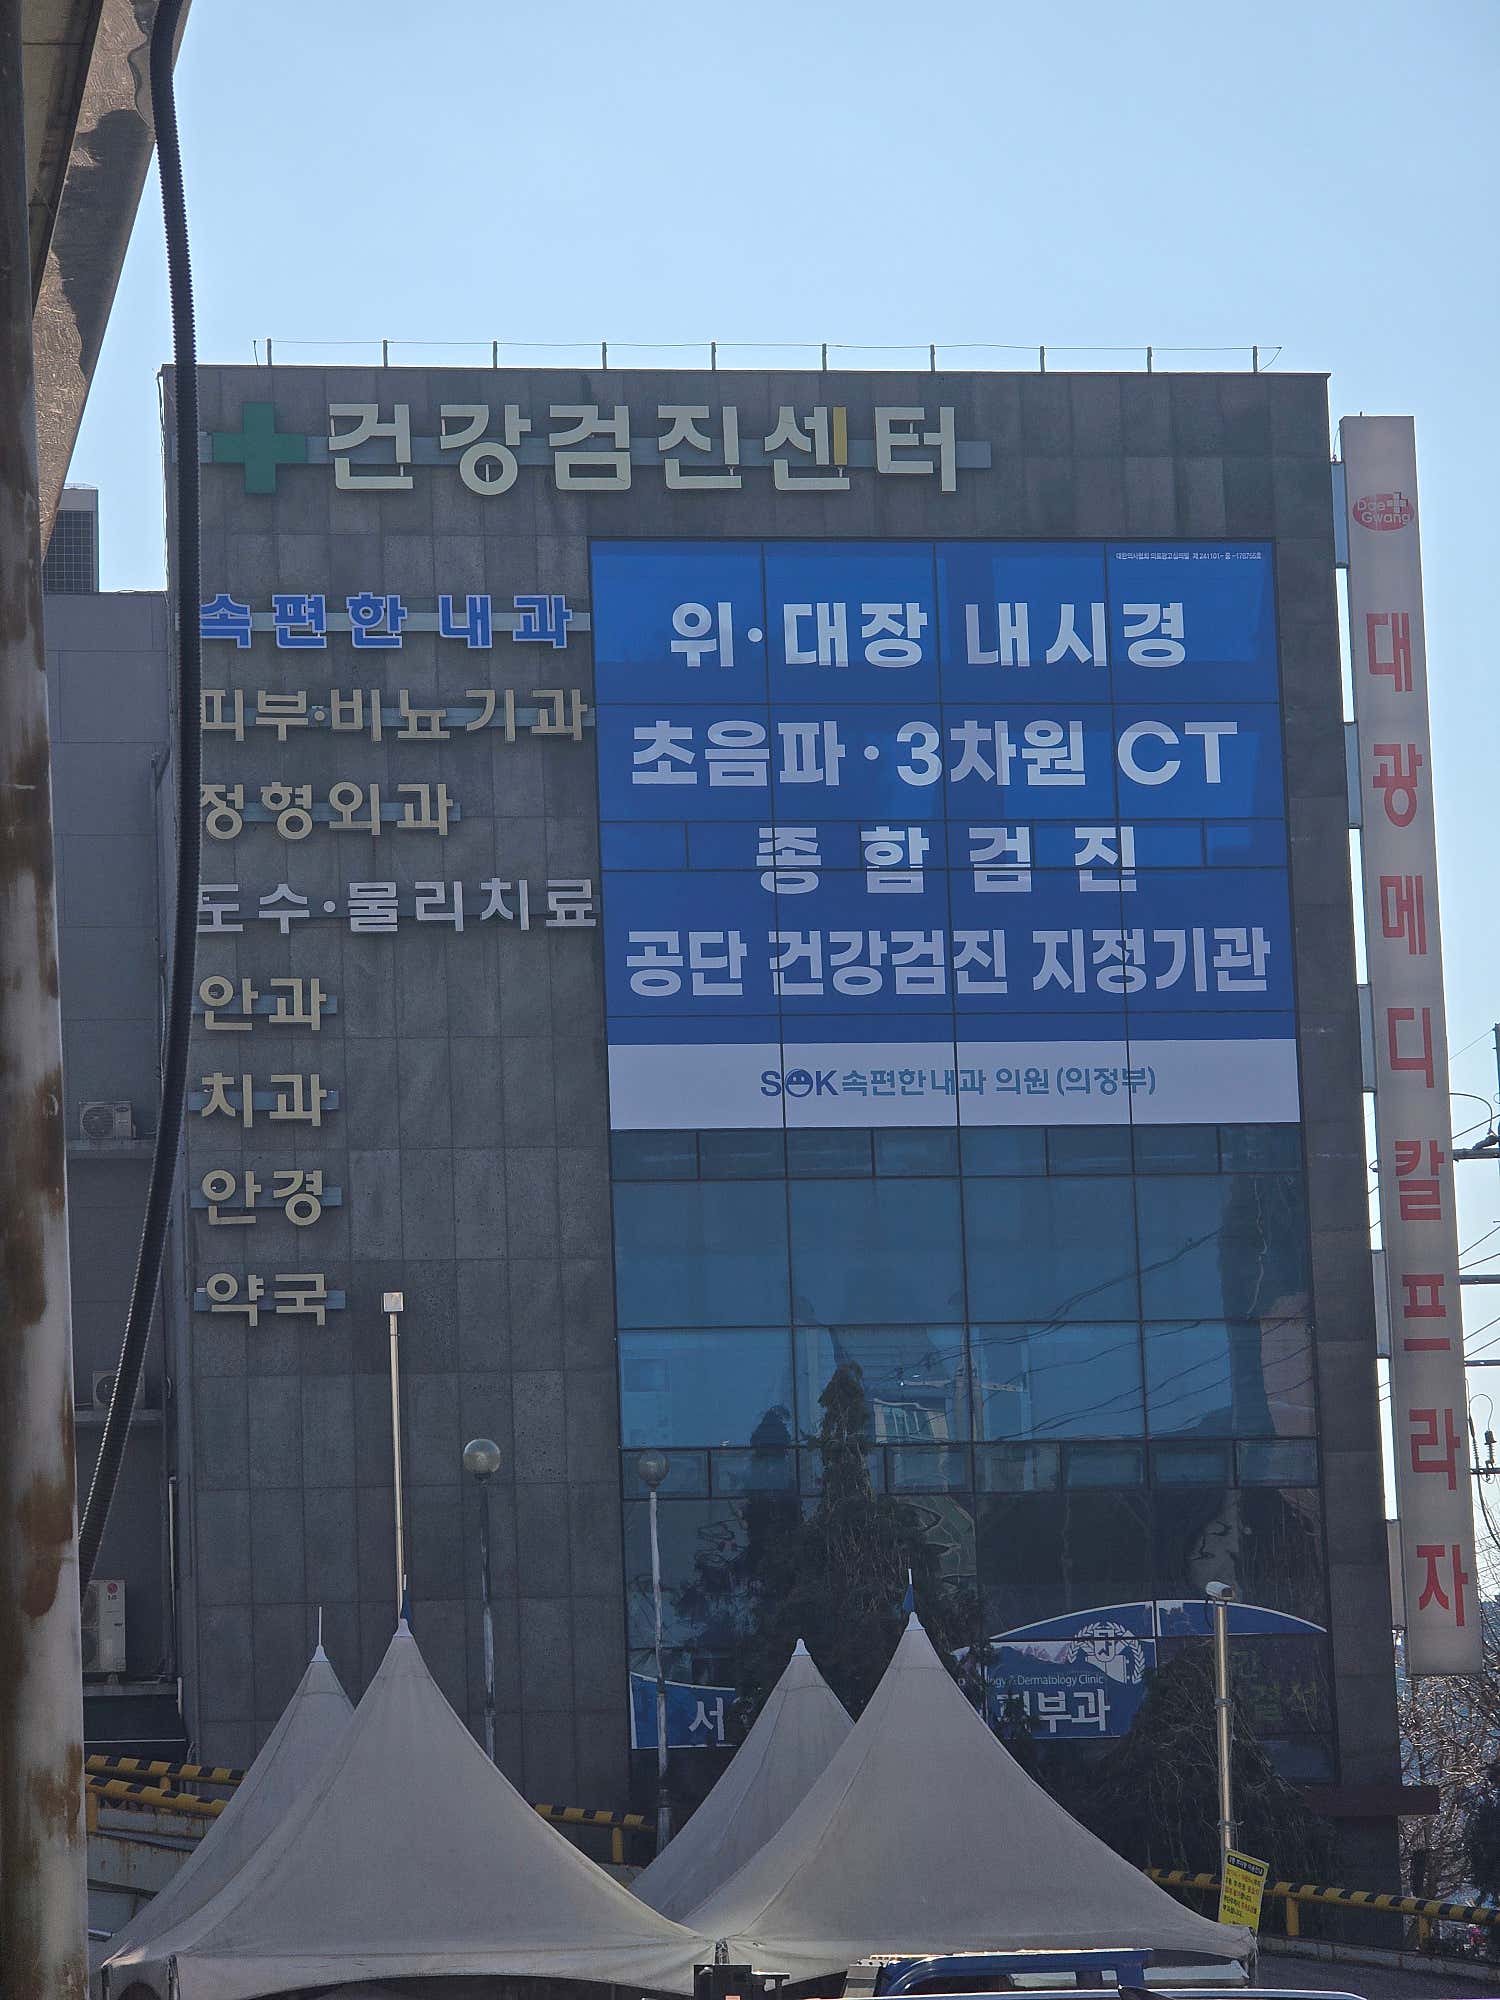 건강검진센터
속편한내과
피부·비뇨기과
정형외과
도수·물리치료
안과
치과
안경
약국
위·대장 내시경
초음파·3차원 CT
종합검진
공단 건강검진 지정기관
SOK 속편한내과 의원 (의정부)
Dae
Gwang
대광메디칼프라자
Dermatology Clinic
서
피부과